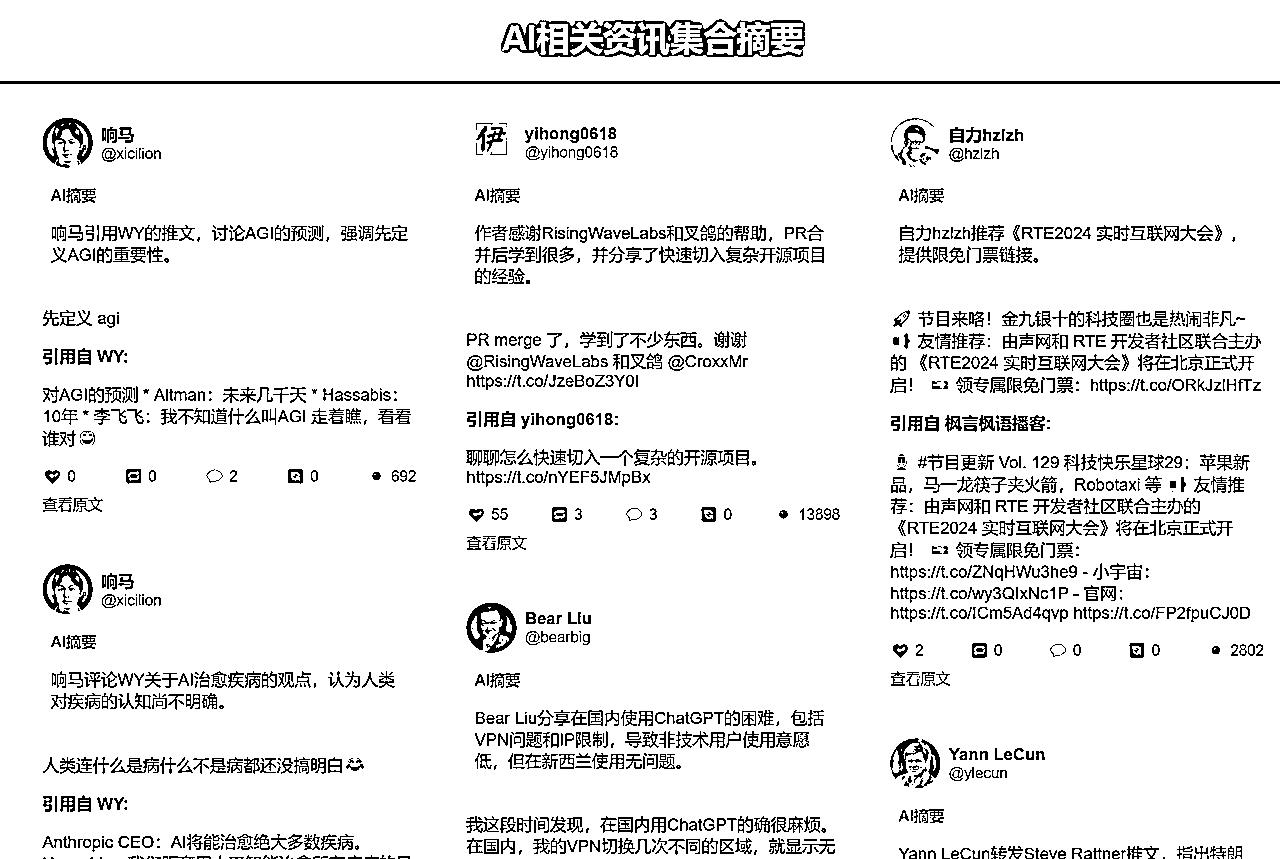 AI相关资讯集合摘要
响马
@xicilion
AI摘要
响马引用WY的推文，讨论AGI的预测，强调先定
义AGI的重要性。
先定义 agi
引用自 WY:
对AGI的预测 * Altman：未来几千天 * Hassabis：
10年 * 李飞飞：我不知道什么叫AGI 走着瞧，看看
谁对
0 0 2 0 692
查看原文
响马
@xicilion
AI摘要
响马评论WY关于AI治愈疾病的观点，认为人类
对疾病的认知尚不明确。
人类连什么是病什么不是病都还没搞明白
引用自 WY:
Anthropic CEO：AI将能治愈绝大多数疾病。
yihong0618
@yihong0618
AI摘要
作者感谢RisingWaveLabs和叉鸽的帮助，PR合
并后学到很多，并分享了快速切入复杂开源项目
的经验。
PR merge 了，学到了不少东西。谢谢
@RisingWaveLabs 和叉鸽 @CroxxMr
https://t.co/JzeBoZ3Y0I
引用自 yihong0618:
聊聊怎么快速切入一个复杂的开源项目。
https://t.co/nYEF5JMpBx
55 3 3 0 13898
查看原文
Bear Liu
@bearbig
AI摘要
Bear Liu分享在国内使用ChatGPT的困难，包括
VPN问题和IP限制，导致非技术用户使用意愿
低，但在新西兰使用无问题。
我这段时间发现，在国内用ChatGPT的确很麻烦。
在国内，我的VPN切换几次不同的区域，就显示无
自力hzlzh
@hzlzh
AI摘要
自力hzlzh推荐《RTE2024 实时互联网大会》，
提供限免门票链接。
节目来咯！金九银十的科技圈也是热闹非凡~
友情推荐：由声网和 RTE 开发者社区联合主办
的 《RTE2024 实时互联网大会》将在北京正式开
启！ 领专属限免门票：https://t.co/ORkJzlHfTz
引用自 枫言枫语播客:
#节目更新 Vol. 129 科技快乐星球29：苹果新
品，马一龙筷子夹火箭，Robotaxi 等 友情推
荐：由声网和 RTE 开发者社区联合主办的
《RTE2024 实时互联网大会》将在北京正式开
启！ 领专属限免门票：
https://t.co/ZNqHWu3he9 - 小宇宙：
https://t.co/wy3QIxNc1P - 官网：
https://t.co/ICm5Ad4qvp https://t.co/FP2fpuCJ0D
2 0 0 0 2802
查看原文
Yann LeCun
@ylecun
AI摘要
Yann LeCun转发Steve Rattner推文，指出特朗